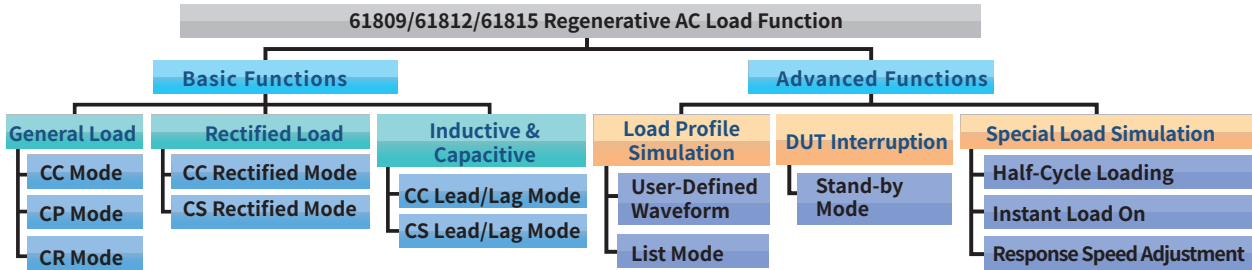 61809/61812/61815 Regenerative AC Load Function
Basic Functions
Advanced Functions
General Load
CC Mode
CP Mode
CR Mode
Rectified Load
CC Rectified Mode
CS Rectified Mode
Inductive &
Capacitive
CC Lead/Lag Mode
CS Lead/Lag Mode
Load Profile
Simulation
User-Defined
Waveform
List Mode
DUT Interruption
Stand-by
Mode
Special Load Simulation
Half-Cycle Loading
Instant Load On
Response Speed Adjustment